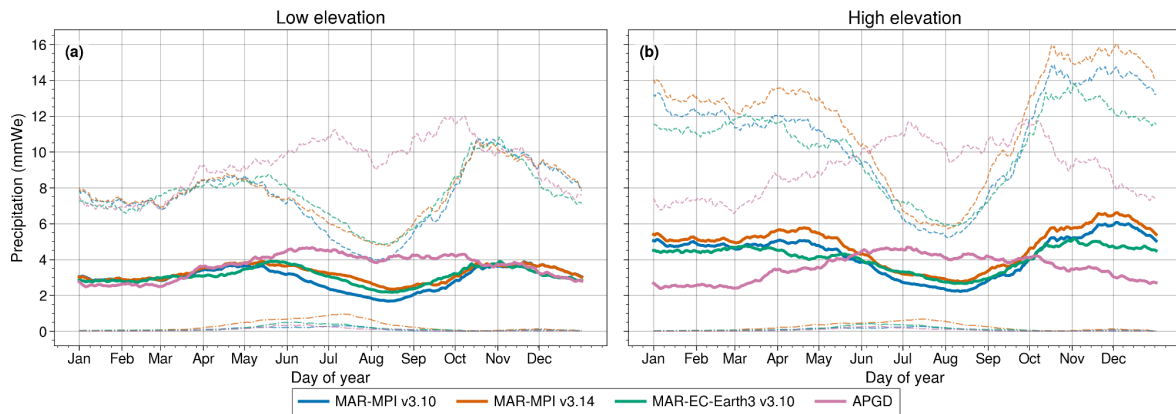 Low elevation
High elevation
Precipitation (mmWe)
16
14
12
10
8
6
4
2
0
(a)
(b)
Jan Feb Mar Apr May Jun Jul Aug Sep Oct Nov Dec
Jan Feb Mar Apr May Jun Jul Aug Sep Oct Nov Dec
Day of year
Day of year
MAR-MPI v3.10 MAR-MPI v3.14 MAR-EC-Earth3 v3.10 APGD